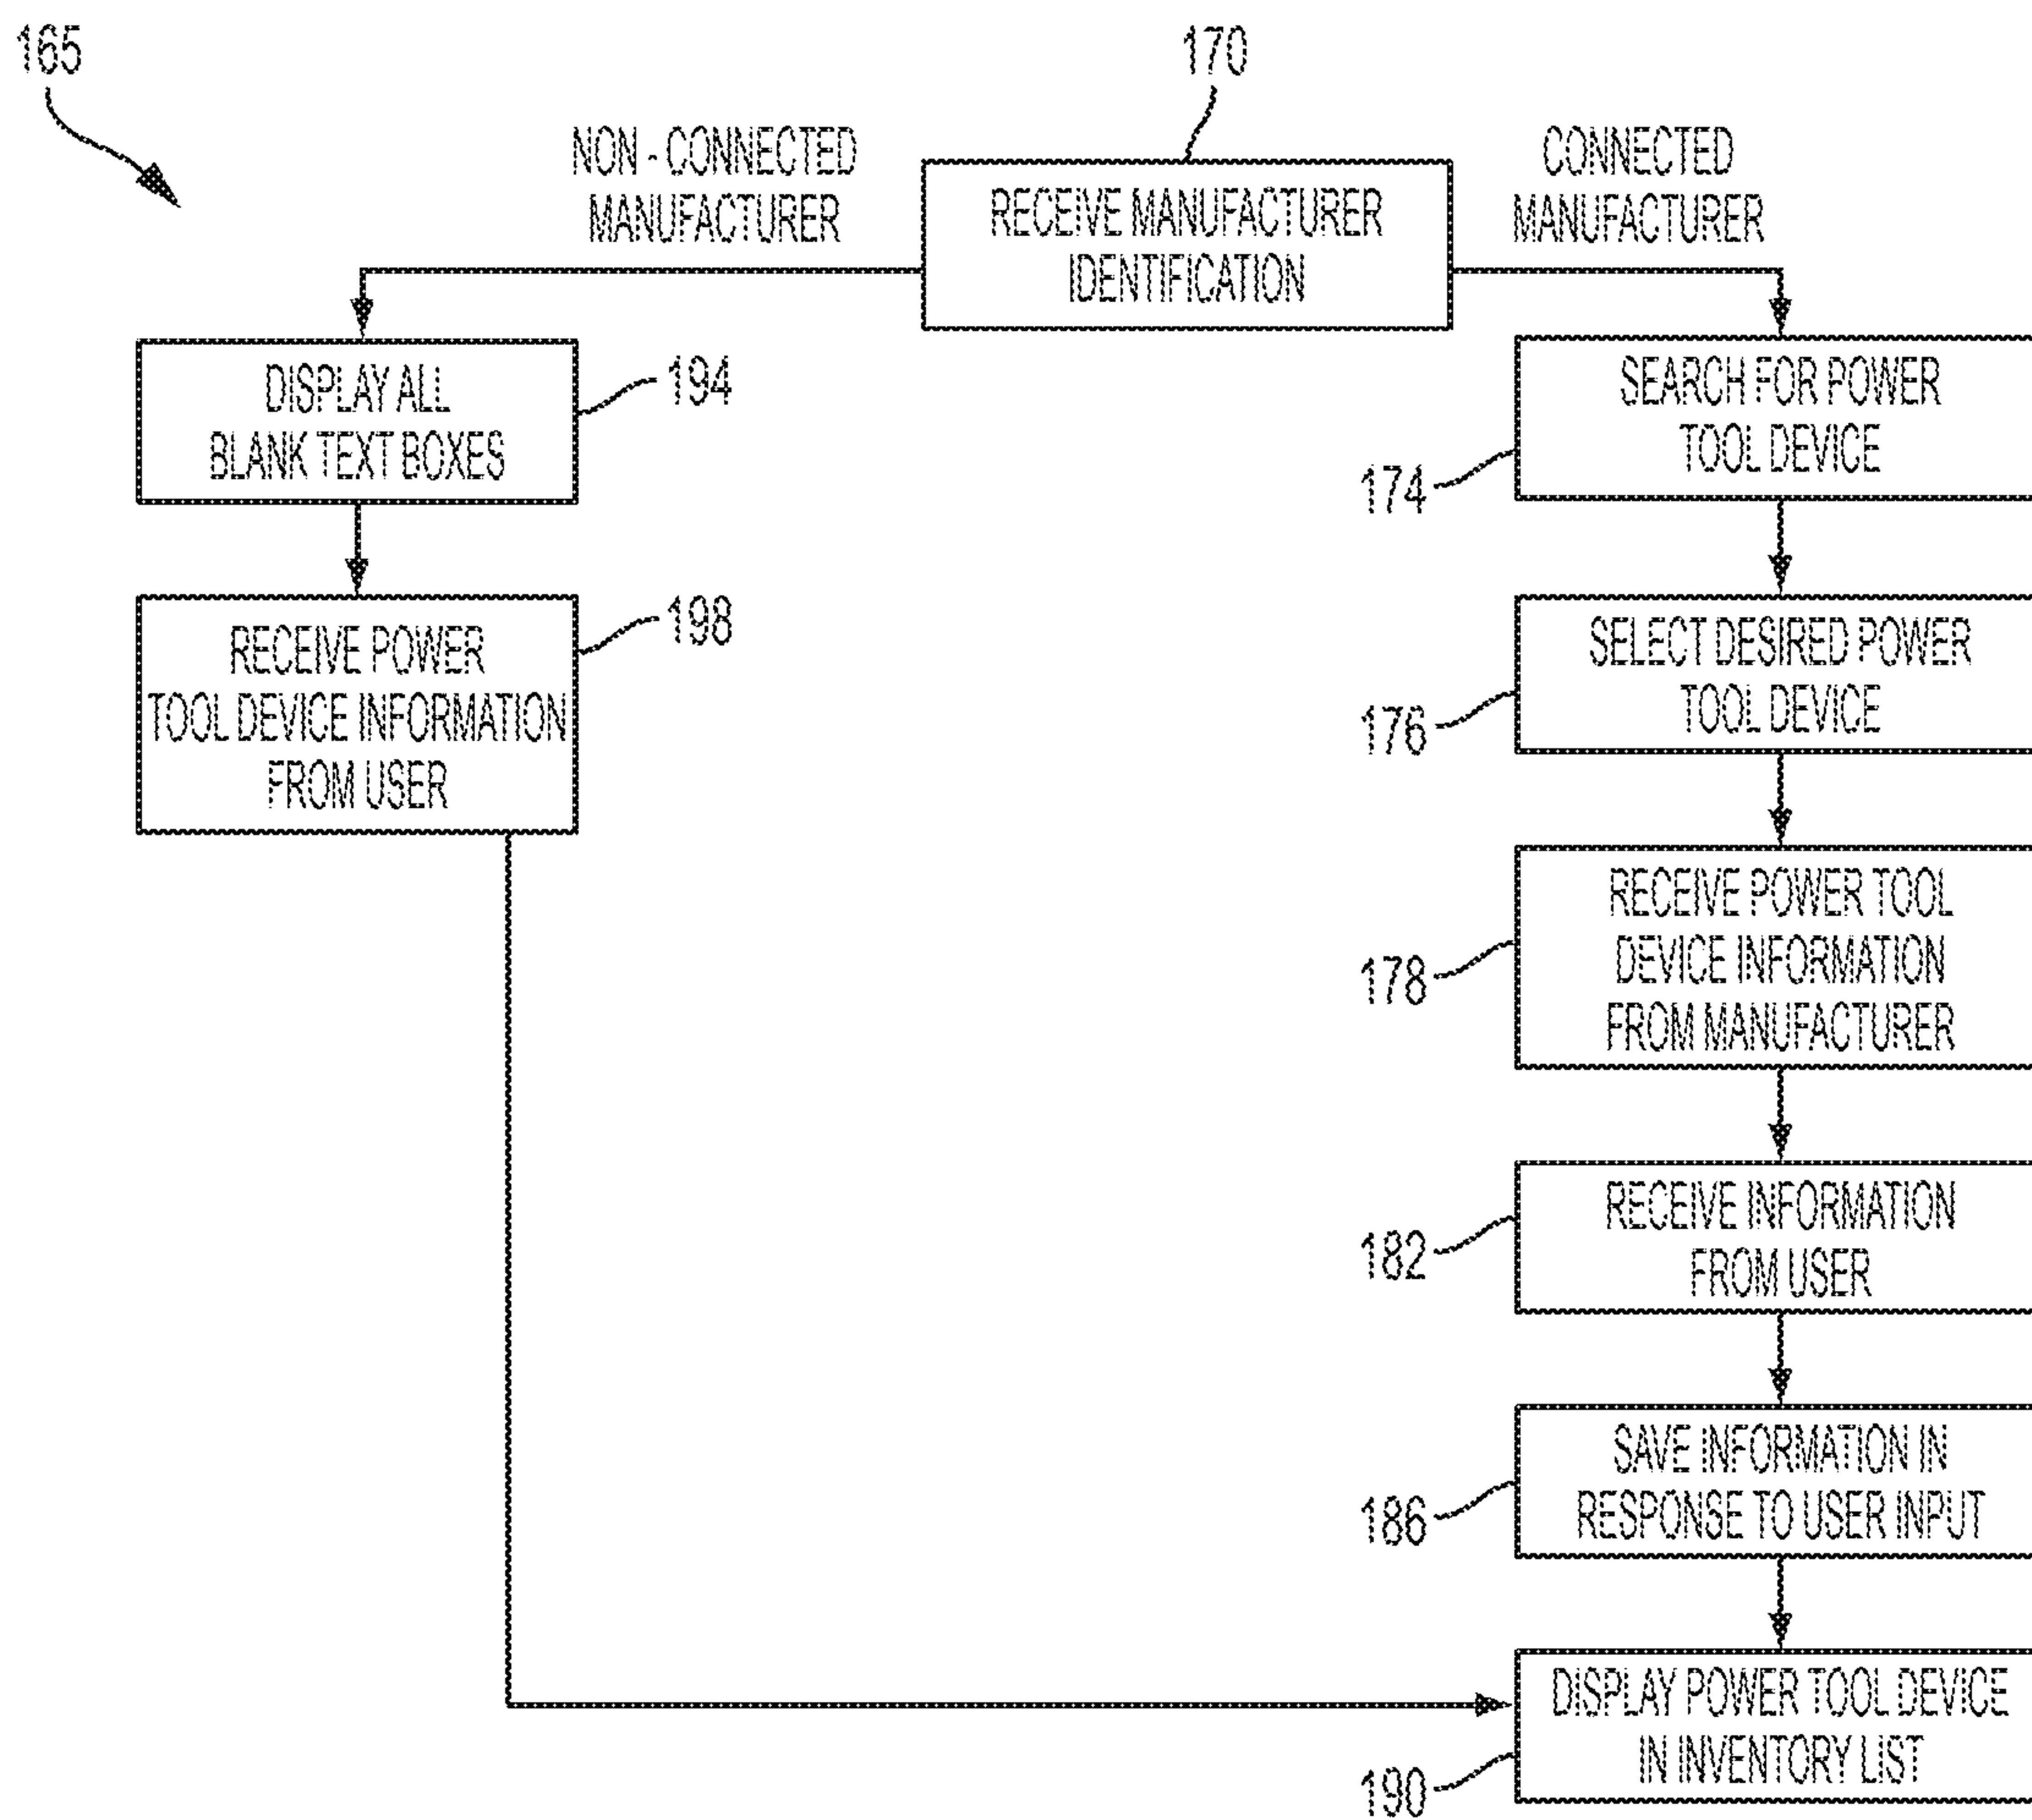 165
170
NON - CONNECTED
MANUFACTURER
CONNECTED
MANUFACTURER
RECEIVE MANUFACTURER
IDENTIFICATION
DISPLAY ALL
BLANK TEXT BOXES
194
SEARCH FOR POWER
TOOL DEVICE
174
RECEIVE POWER
TOOL DEVICE INFORMATION
FROM USER
198
SELECT DESIRED POWER
TOOL DEVICE
176
RECEIVE POWER TOOL
DEVICE INFORMATION
FROM MANUFACTURER
178
RECEIVE INFORMATION
FROM USER
182
SAVE INFORMATION IN
RESPONSE TO USER INPUT
186
DISPLAY POWER TOOL DEVICE
IN INVENTORY LIST
190